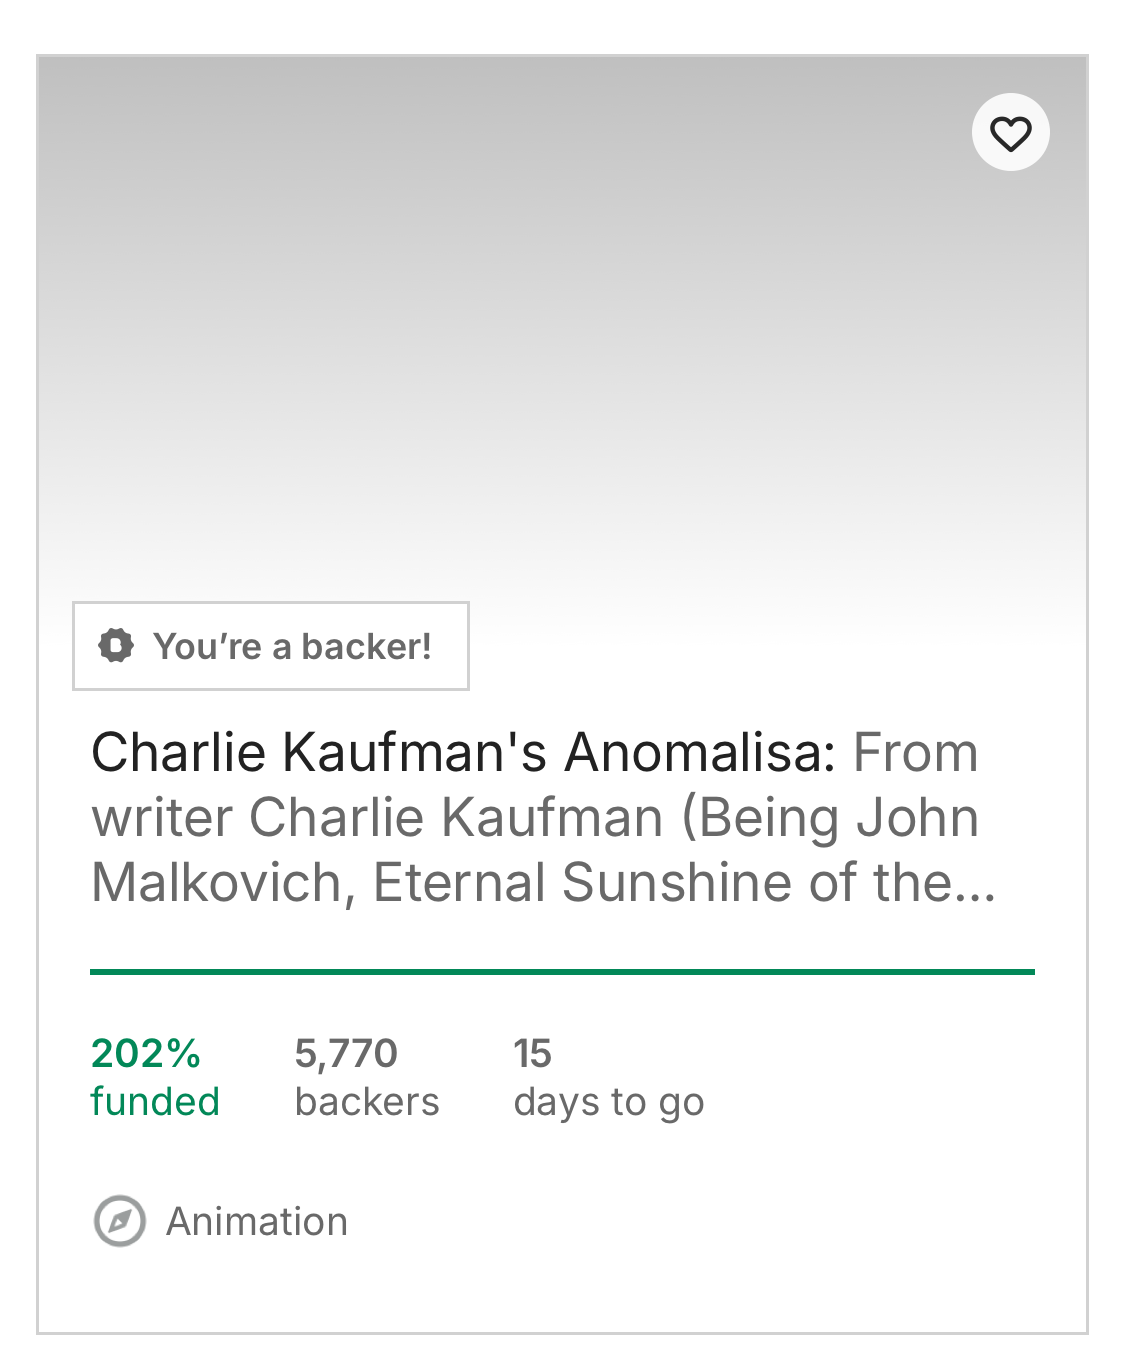 You’re a backer!
Charlie Kaufman's Anomalisa: From
writer Charlie Kaufman (Being John
Malkovich, Eternal Sunshine of the…
202% 5,770 15
funded backers days to go
Animation